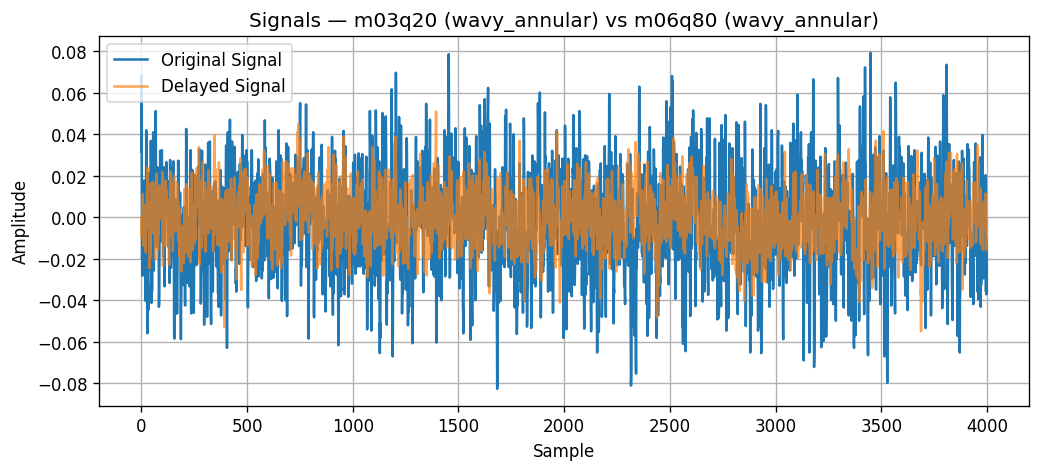 Signals — m03q20 (wavy_annular) vs m06q80 (wavy_annular)
Original Signal
Delayed Signal
0.08
0.06
0.04
0.02
0.00
−0.02
−0.04
−0.06
−0.08
Amplitude
0 500 1000 1500 2000 2500 3000 3500 4000
Sample